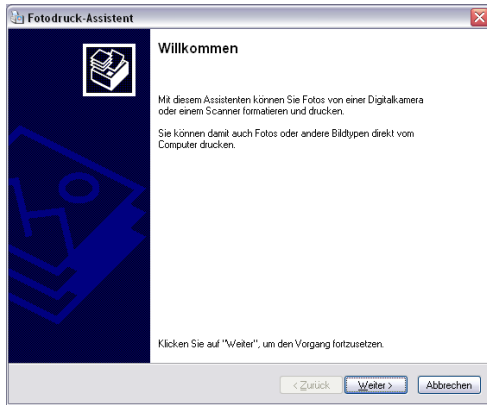 Fotodruck-Assistent
Willkommen
Mit diesem Assistenten können Sie Fotos von einer Digitalkamera
oder einem Scanner formatieren und drucken.
Sie können damit auch Fotos oder andere Bildtypen direkt vom
Computer drucken.
Klicken Sie auf "Weiter", um den Vorgang fortzusetzen.
< Zurück Weiter > Abbrechen